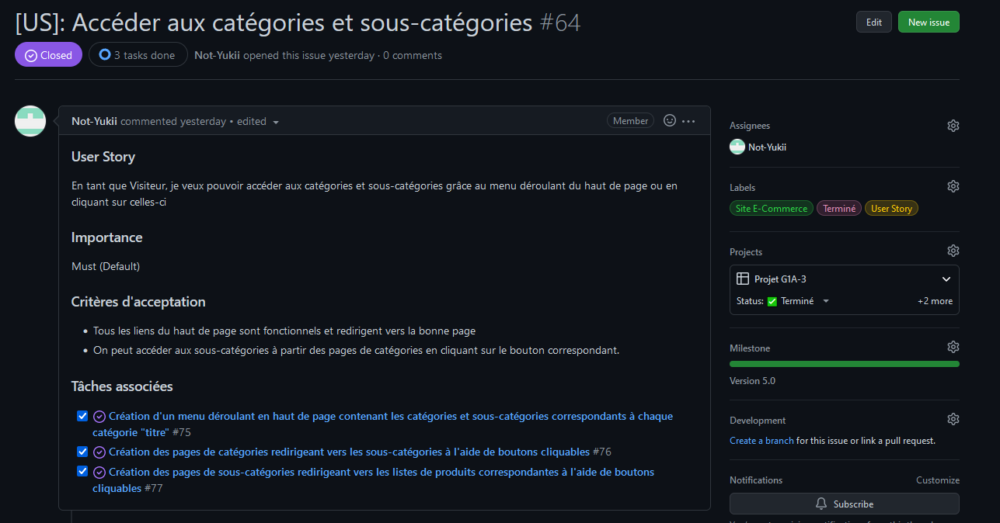 [US]: Accéder aux catégories et sous-catégories #64
Edit
New issue
Closed
3 tasks done
Not-Yukii opened this issue yesterday · 0 comments
Not-Yukii commented yesterday • edited
Member
User Story
En tant que Visiteur, je veux pouvoir accéder aux catégories et sous-catégories grâce au menu déroulant du haut de page ou en
cliquant sur celles-ci
Importance
Must (Default)
Critères d'acceptation
• Tous les liens du haut de page sont fonctionnels et redirigent vers la bonne page
• On peut accéder aux sous-catégories à partir des pages de catégories en cliquant sur le bouton correspondant.
Tâches associées
Création d'un menu déroulant en haut de page contenant les catégories et sous-catégories correspondants à chaque
catégorie "titre" #75
Création des pages de catégories redirigeant vers les sous-catégories à l'aide de boutons cliquables #76
Création des pages de sous-catégories redirigeant vers les listes de produits correspondantes à l'aide de boutons
cliquables #77
Assignees
Not-Yukii
Labels
Site E-Commerce
Terminé
User Story
Projects
Projet G1A-3
Status: ✅ Terminé
+2 more
Milestone
Version 5.0
Development
Create a branch for this issue or link a pull request.
Notifications
Customize
Subscribe